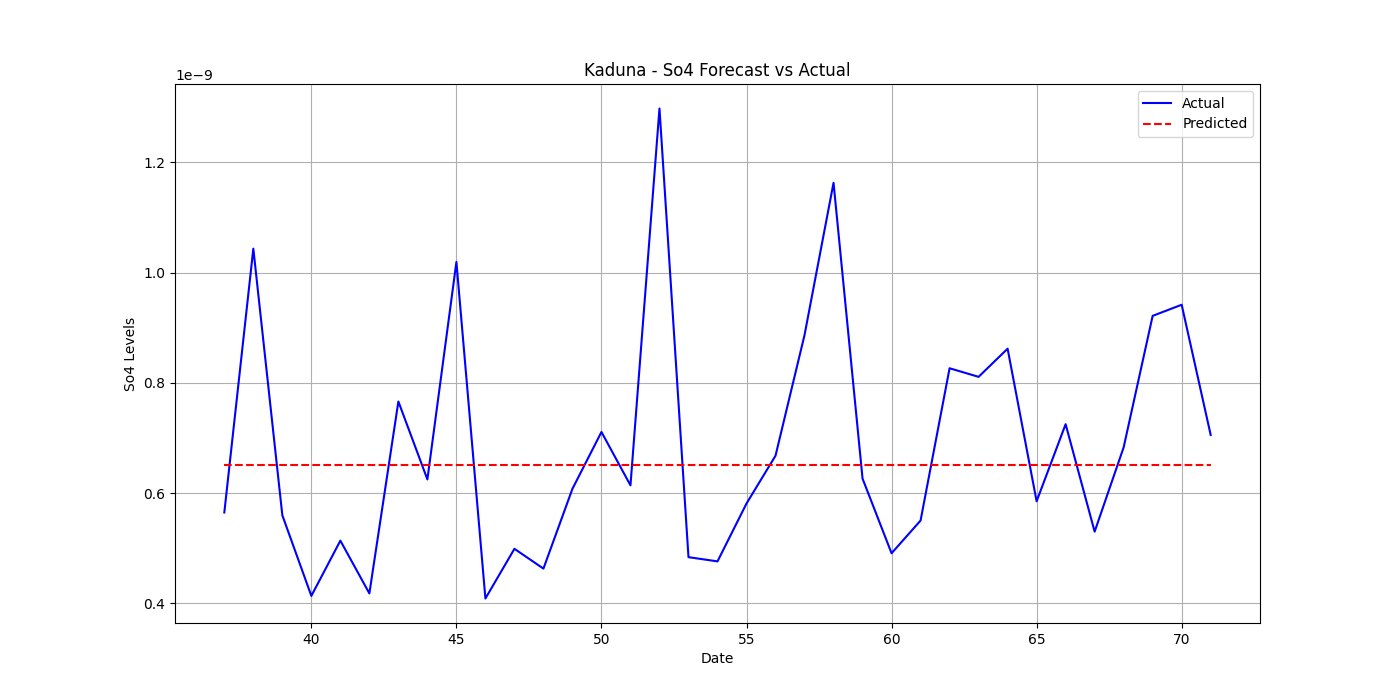 Kaduna - So4 Forecast vs Actual
1e−9
Actual
Predicted
So4 Levels
1.2
1.0
0.8
0.6
0.4
40 45 50 55 60 65 70
Date